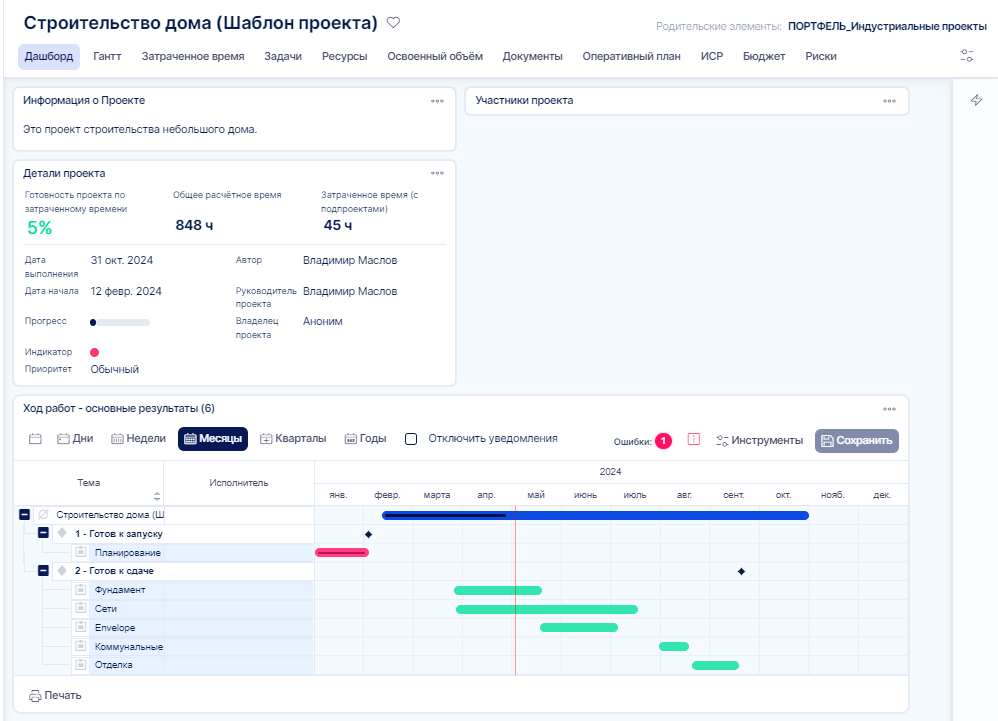 Строительство дома (Шаблон проекта)
Родительские элементы: ПОРТФЕЛЬ_Индустриальные проекты
Дашборд Гантт Затраченное время Задачи Ресурсы Освоенный объём Документы Оперативный план ИСР Бюджет Риски
Информация о Проекте
Это проект строительства небольшого дома.
Участники проекта
Детали проекта
Готовность проекта по
затраченному времени
5%
Общее расчётное время
848 ч
Затраченное время (с
подпроектами)
45 ч
Дата
выполнения
31 окт. 2024
Автор
Владимир Маслов
Дата начала
12 февр. 2024
Руководитель
проекта
Владимир Маслов
Прогресс
Владелец
проекта
Аноним
Индикатор
Приоритет
Обычный
Ход работ - основные результаты (6)
Дни Недели Месяцы Кварталы Годы Отключить уведомления Ошибки: 1 Инструменты Сохранить
Тема Исполнитель
2024
янв. февр. марта апр. май июнь июль авг. сент. окт. нояб. дек.
Строительство дома (Ш
1 - Готов к запуску
Планирование
2 - Готов к сдаче
Фундамент
Сети
Envelope
Коммунальные
Отделка
Печать